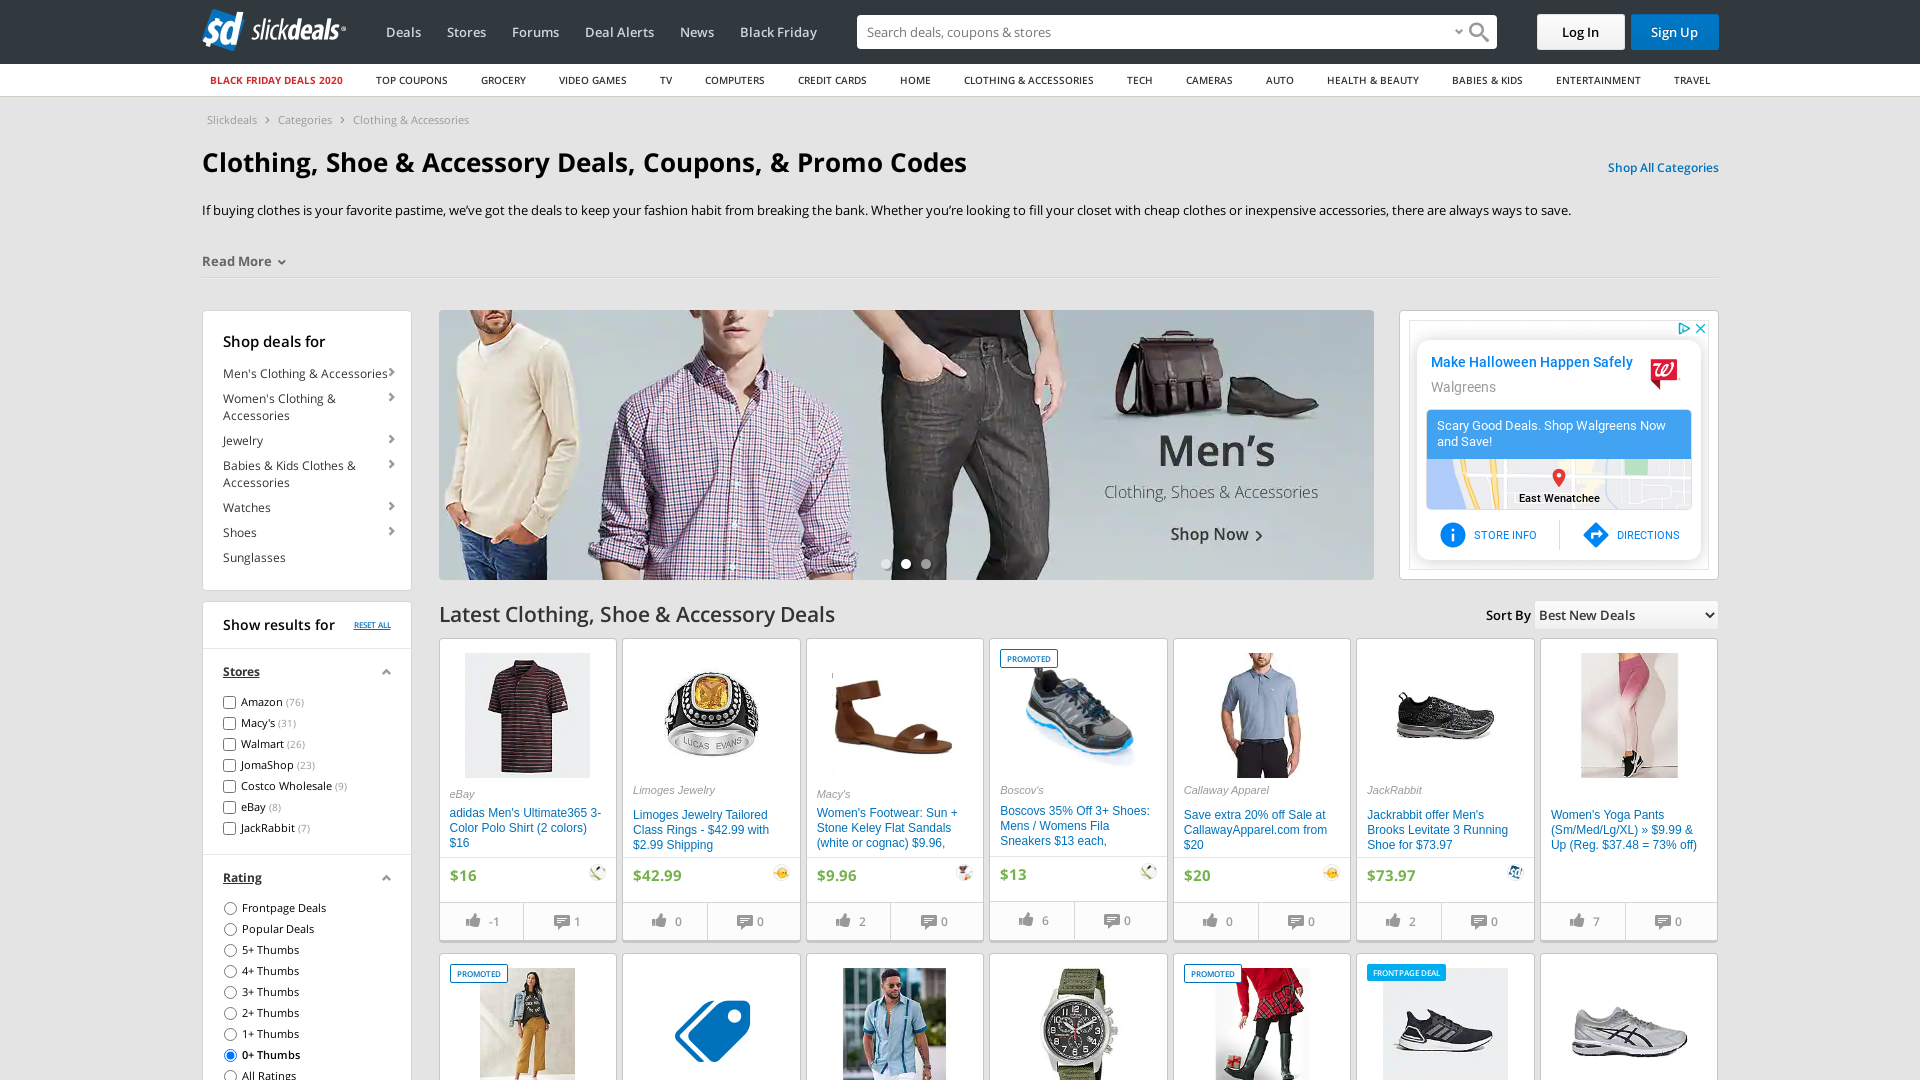 slickdeals
Deals
Stores
Forums
Deal Alerts
News
Black Friday
Search deals, coupons & stores
Log In
Sign Up
BLACK FRIDAY DEALS 2020
TOP COUPONS
GROCERY
VIDEO GAMES
TV
COMPUTERS
CREDIT CARDS
HOME
CLOTHING & ACCESSORIES
TECH
CAMERAS
AUTO
HEALTH & BEAUTY
BABIES & KIDS
ENTERTAINMENT
TRAVEL
Slickdeals > Categories > Clothing & Accessories
Clothing, Shoe & Accessory Deals, Coupons, & Promo Codes
Shop All Categories
If buying clothes is your favorite pastime, we’ve got the deals to keep your fashion habit from breaking the bank. Whether you’re looking to fill your closet with cheap clothes or inexpensive accessories, there are always ways to save.
Read More
Shop deals for
Men's Clothing & Accessories
Women's Clothing &
Accessories
Jewelry
Babies & Kids Clothes &
Accessories
Watches
Shoes
Sunglasses
Men’s
Clothing, Shoes & Accessories
Shop Now >
Make Halloween Happen Safely
Walgreens
Scary Good Deals. Shop Walgreens Now
and Save!
East Wenatchee
STORE INFO
DIRECTIONS
Show results for
RESET ALL
Stores
Amazon (76)
Macy's (31)
Walmart (26)
JomaShop (23)
Costco Wholesale (9)
eBay (8)
JackRabbit (7)
Rating
Frontpage Deals
Popular Deals
5+ Thumbs
4+ Thumbs
3+ Thumbs
2+ Thumbs
1+ Thumbs
0+ Thumbs
All Ratings
Latest Clothing, Shoe & Accessory Deals
Sort By
Best New Deals
eBay
adidas Men's Ultimate365 3-
Color Polo Shirt (2 colors)
$16
$16
-1
1
LUCAS EVANS
Limoges Jewelry
Limoges Jewelry Tailored
Class Rings - $42.99 with
$2.99 Shipping
$42.99
0
0
Macy's
Women's Footwear: Sun +
Stone Keley Flat Sandals
(white or cognac) $9.96,
$9.96
2
0
PROMOTED
Boscov's
Boscovs 35% Off 3+ Shoes:
Mens / Womens Fila
Sneakers $13 each,
$13
6
0
Callaway Apparel
Save extra 20% off Sale at
CallawayApparel.com from
$20
$20
0
0
JackRabbit
Jackrabbit offer Men's
Brooks Levitate 3 Running
Shoe for $73.97
$73.97
2
0
Women's Yoga Pants
(Sm/Med/Lg/XL) » $9.99 &
Up (Reg. $37.48 = 73% off)
7
0
PROMOTED
PROMOTED
FRONTPAGE DEAL